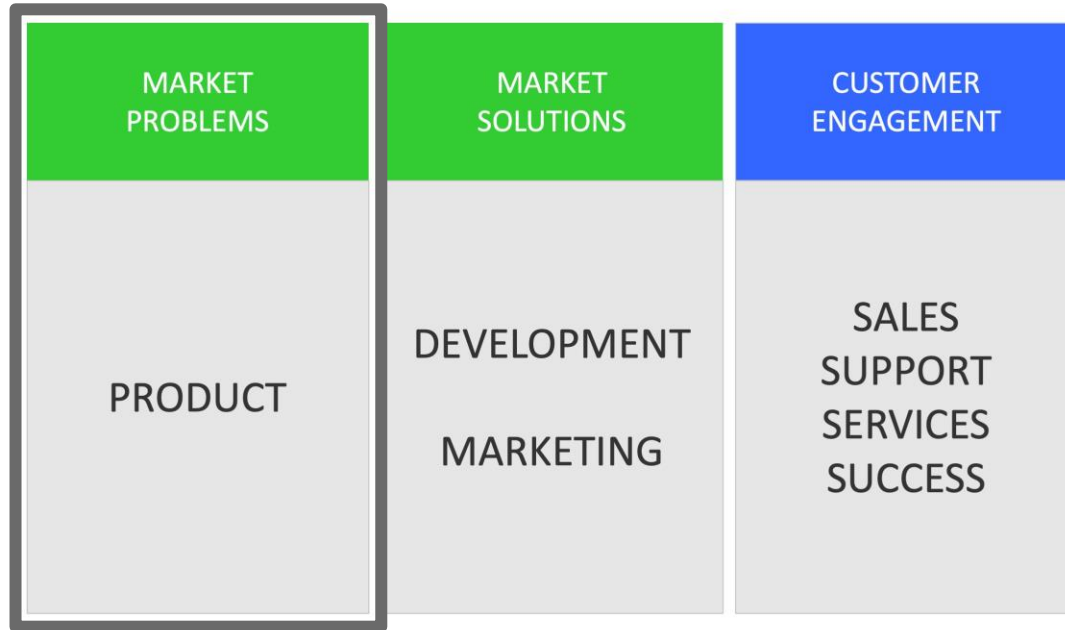 MARKET
PROBLEMS
PRODUCT
MARKET
SOLUTIONS
DEVELOPMENT
MARKETING
CUSTOMER
ENGAGEMENT
SALES
SUPPORT
SERVICES
SUCCESS